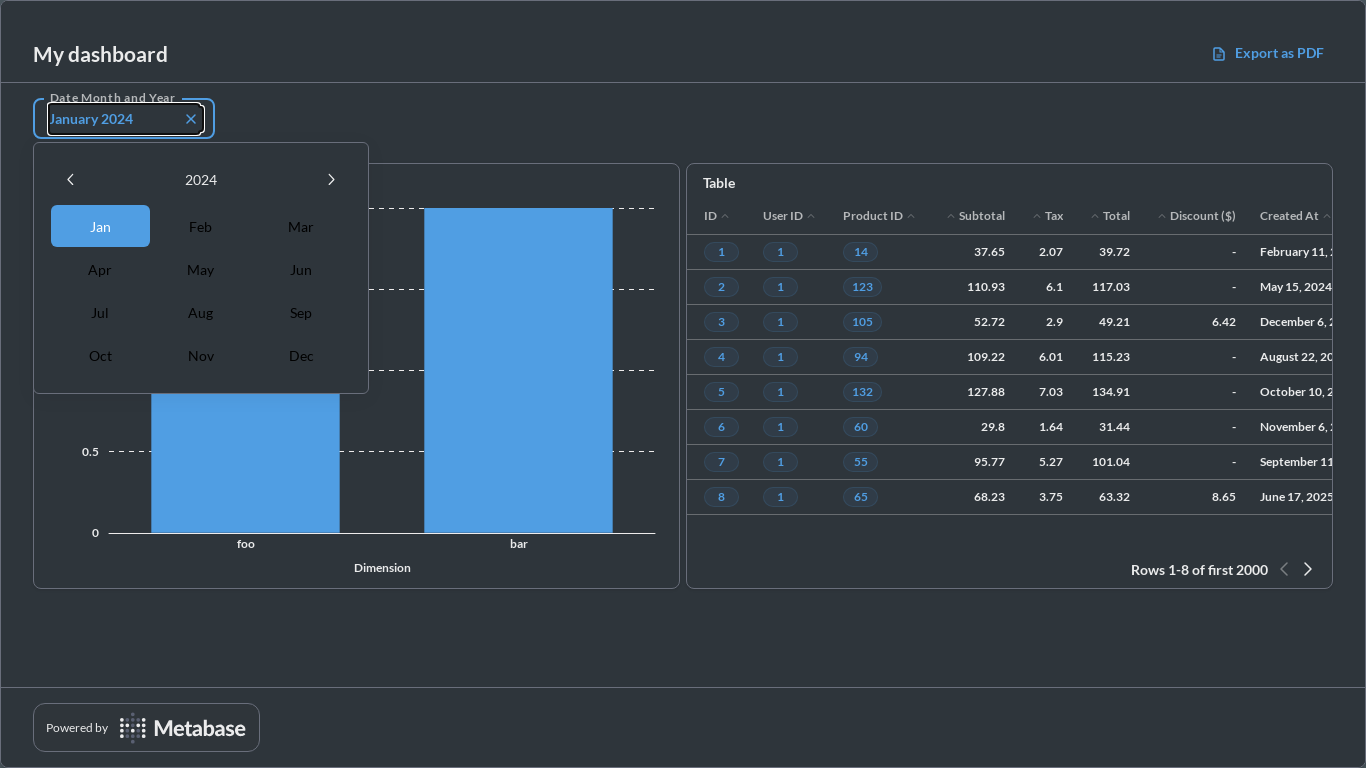 My dashboard
Export as PDF
Date Month and Year
January 2024
2024
Jan Feb Mar
Apr May Jun
Jul Aug Sep
Oct Nov Dec
0.5
0
foo bar
Dimension
Table
ID User ID Product ID Subtotal Tax Total Discount ($) Created At
1 1 14 37.65 2.07 39.72 - February 11,
2 1 123 110.93 6.1 117.03 - May 15, 2024
3 1 105 52.72 2.9 49.21 6.42 December 6,
4 1 94 109.22 6.01 115.23 - August 22, 20
5 1 132 127.88 7.03 134.91 - October 10,
6 1 60 29.8 1.64 31.44 - November 6,
7 1 55 95.77 5.27 101.04 - September 11
8 1 65 68.23 3.75 63.32 8.65 June 17, 2025
Rows 1-8 of first 2000
Powered by Metabase